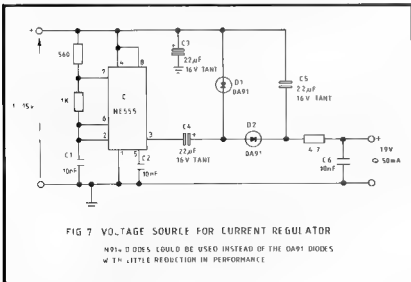 +
560
7
4
8
C3
22µF
16V TANT
D1
OA91
C5
2.2µF
16V TANT
1K
IC
NE555
6
2
3
C4
22µF
16V TANT
D2
OA91
4 7
+
19V
@ 50mA
C6
10nF
C1
10nF
1
5
C2
10nF
FIG 7 VOLTAGE SOURCE FOR CURRENT REGULATOR
DIODES COULD BE USED INSTEAD OF THE OA91 DIODES
WITH LITTLE REDUCTION IN PERFORMANCE